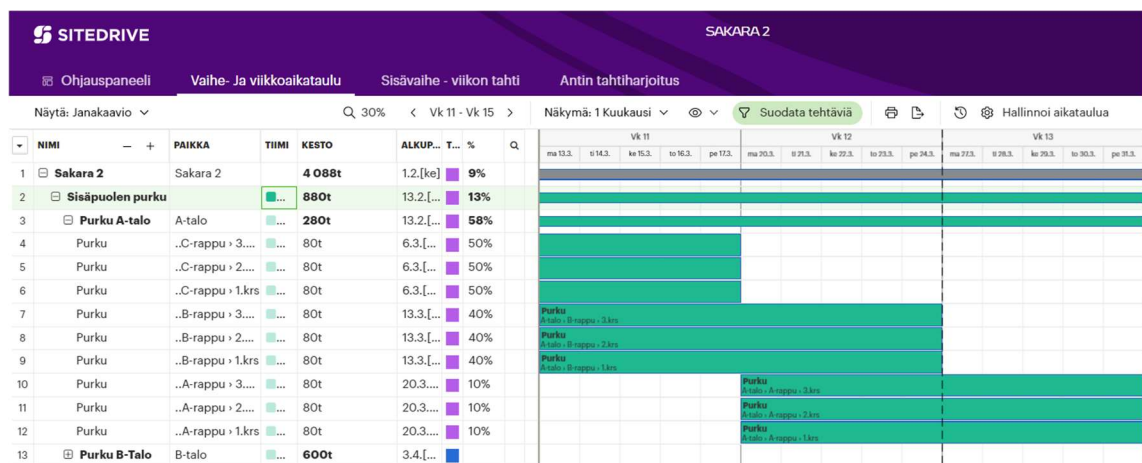 SITEDRIVE
SAKARA 2
Ohjauspaneeli Vaihe- Ja viikkoaikataulu Sisävaihe - viikon tahti Antin tahtiharjoitus
Näytä: Janakaavio 30% Vk 11 - Vk 15 Näkymä: 1 Kuukausi Suodata tehtäviä Hallinnoi aikataulua
Vk 11 Vk 12 Vk 13
NIMI PAIKKA TIIMI KESTO ALKUP... T... %
ma 13.3. ti 14.3. ke 15.3. to 16.3. pe 17.3. ma 20.3. ti 21.3. ke 22.3. to 23.3. pe 24.3. ma 27.3. ti 28.3. ke 29.3. to 30.3. pe 31.3.
1 Sakara 2 Sakara 2 4 088t 1.2.[ke] 9%
2 Sisäpuolen purku ... 880t 13.2.[... 13%
3 Purku A-talo A-talo ... 280t 13.2.[... 58%
4 Purku ..C-rappu › 3.... ... 80t 6.3.[... 50%
5 Purku ..C-rappu › 2.... ... 80t 6.3.[... 50%
6 Purku ..C-rappu › 1.krs ... 80t 6.3.[... 50%
7 Purku ..B-rappu › 3.... ... 80t 13.3.[... 40% Purku
A-talo › B-rappu › 3.krs
8 Purku ..B-rappu › 2.... ... 80t 13.3.[... 40% Purku
A-talo › B-rappu › 2.krs
9 Purku ..B-rappu › 1.krs ... 80t 13.3.[... 40% Purku
A-talo › B-rappu › 1.krs
10 Purku ..A-rappu › 3.... ... 80t 20.3.... 10% Purku
A-talo › A-rappu › 3.krs
11 Purku ..A-rappu › 2.... ... 80t 20.3.... 10% Purku
A-talo › A-rappu › 2.krs
12 Purku ..A-rappu › 1.krs ... 80t 20.3.... 10% Purku
A-talo › A-rappu › 1.krs
13 Purku B-Talo B-talo 600t 3.4.[...